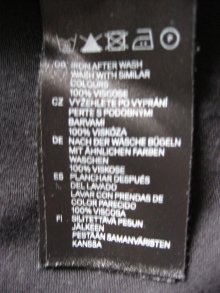 GB IRON AFTER WASH
WASH WITH SIMILAR
COLOURS
100% VISCOSE
CZ VYŽEHLETE PO VYPRÁNÍ
PERTE S PODOBNÝMI
BARVAMI
100% VISKÓZA
DE NACH DER WÄSCHE BÜGELN
MIT ÄHNLICHEN FARBEN
WASCHEN
100% VISKOSE
ES PLANCHAR DESPUÉS
DEL LAVADO
LAVAR CON PRENDAS DE
COLOR PARECIDO
100% VISCOSA
FI SILITETTÄVÄ PESUN
JÄLKEEN
PESTÄÄN SAMANVÄRISTEN
KANSSA